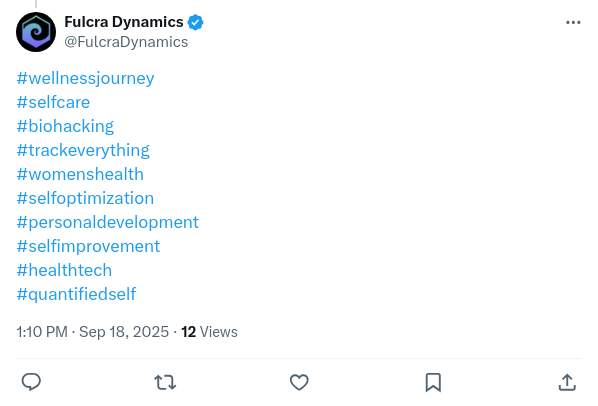 Fulcra Dynamics
@FulcraDynamics
#wellnessjourney
#selfcare
#biohacking
#trackeverything
#womenshealth
#selfoptimization
#personaldevelopment
#selfimprovement
#healthtech
#quantifiedself
1:10 PM · Sep 18, 2025 · 12 Views